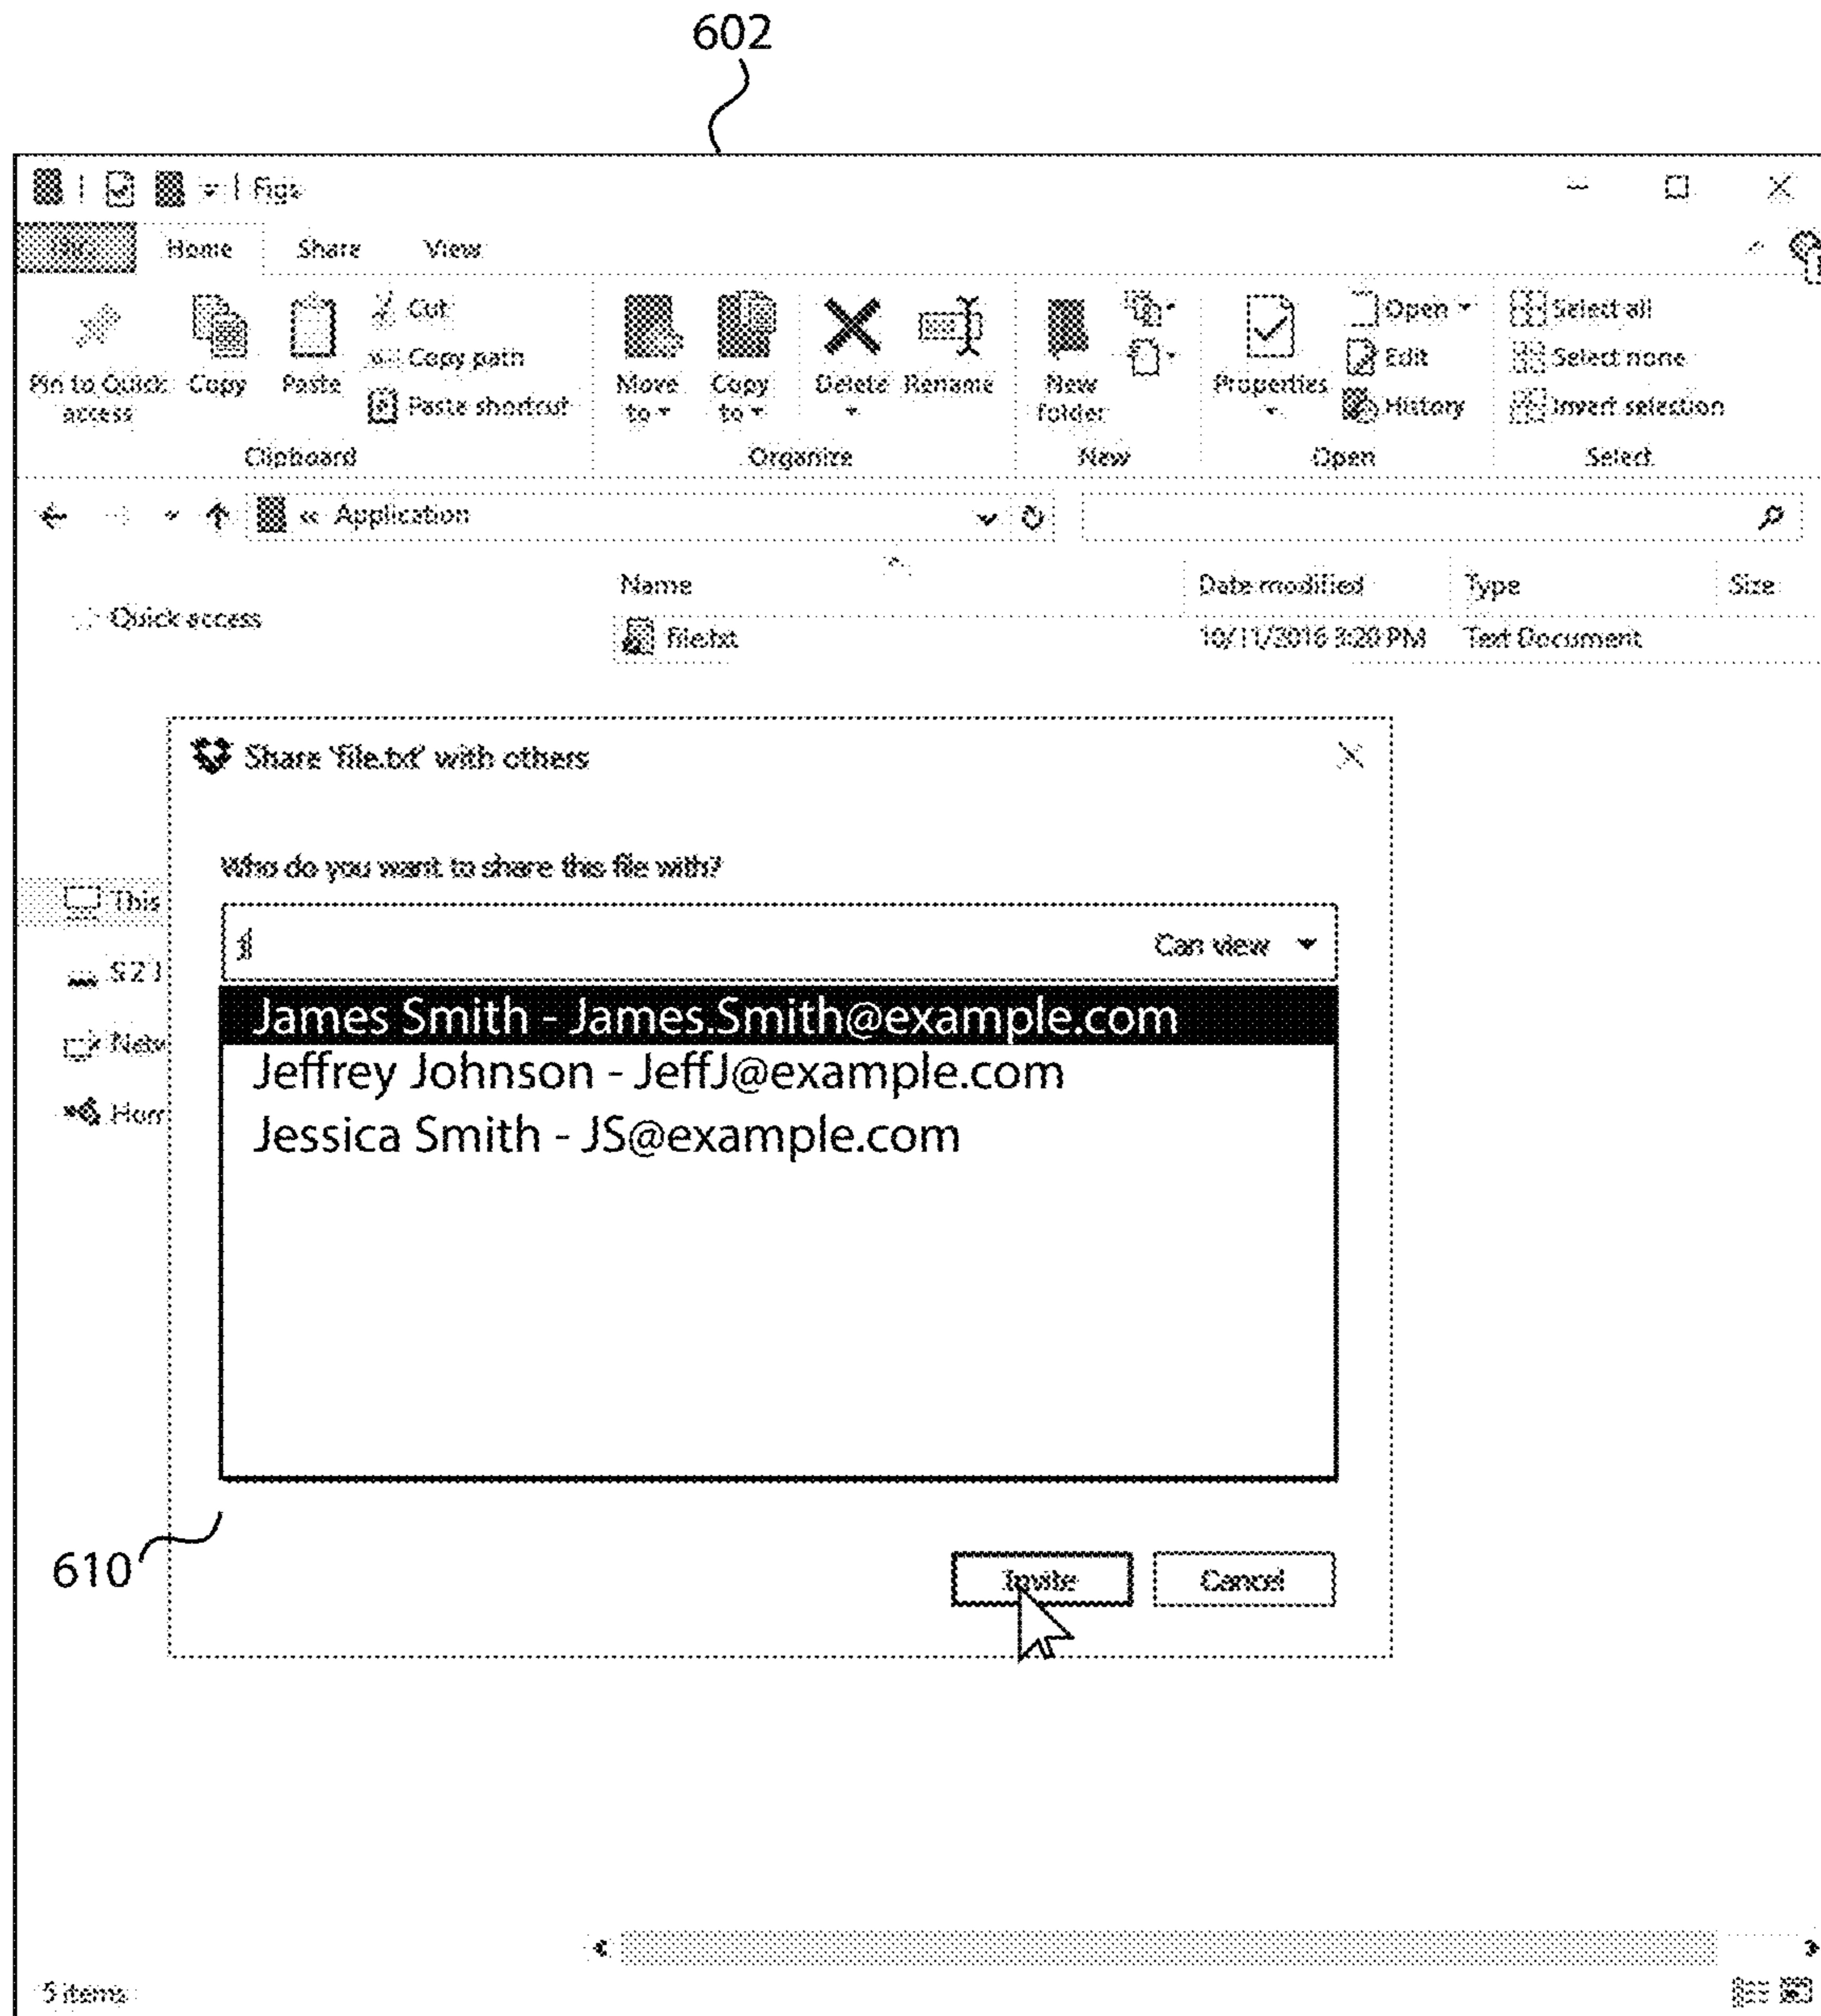 602
Figs
Home Share View
Cut Open Select all
Copy path Edit Select none
Pin to Quick access Copy Paste Move to Copy to Delete Rename New folder Properties
Paste shortcut History Invert selection
Clipboard Organize New Open Select
« Application
Name Date modified Type Size
Quick access
file.txt 3:20 PM Text Document
Share 'file.txt' with others
Who do you want to share this file with?
This
Can view
James Smith - James.Smith@example.com
Jeffrey Johnson - JeffJ@example.com
Jessica Smith - JS@example.com
610
Invite Cancel
5 items